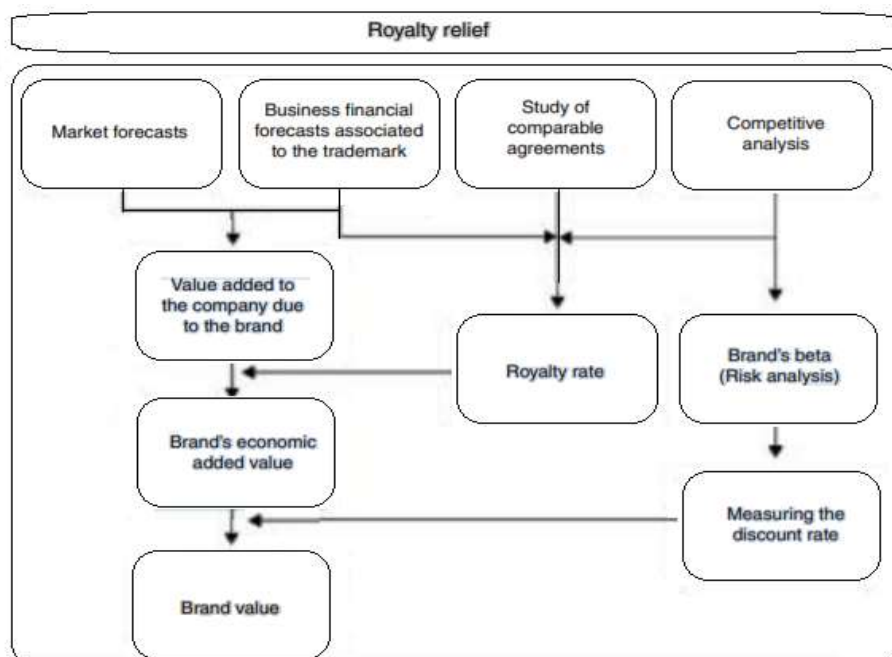 Royalty relief
Market forecasts
Business financial
forecasts associated
to the trademark
Study of
comparable
agreements
Competitive
analysis
Value added to
the company due
to the brand
Royalty rate
Brand's beta
(Risk analysis)
Brand's economic
added value
Measuring the
discount rate
Brand value